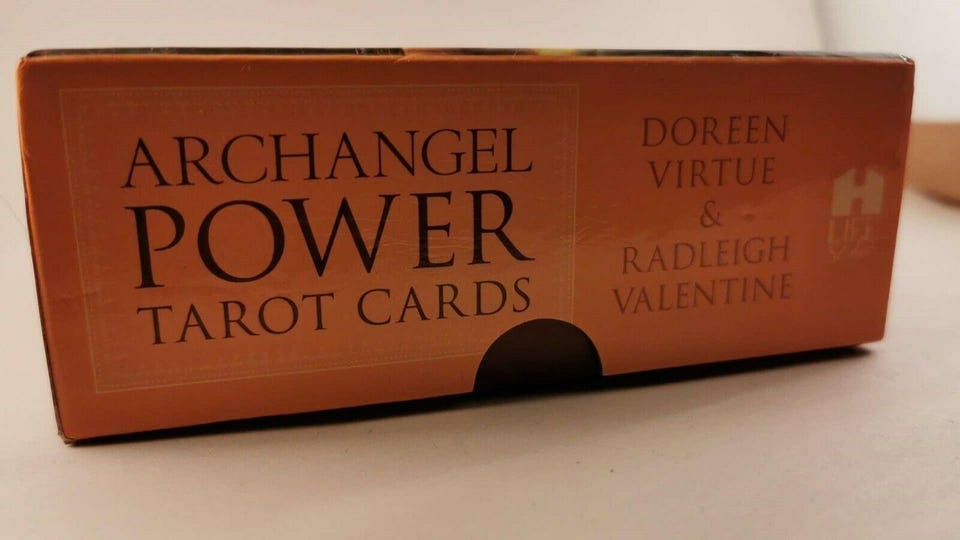 ARCHANGEL
POWER
TAROT CARDS
DOREEN
VIRTUE
&
RADLEIGH
VALENTINE